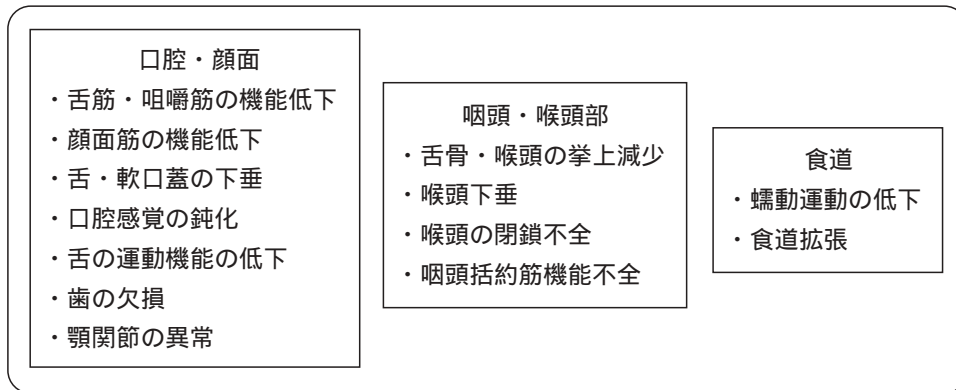 口腔・顔面
・舌筋・咀嚼筋の機能低下
・顔面筋の機能低下
・舌・軟口蓋の下垂
・口腔感覚の鈍化
・舌の運動機能の低下
・歯の欠損
・顎関節の異常
咽頭・喉頭部
・舌骨・喉頭の挙上減少
・喉頭下垂
・喉頭の閉鎖不全
・咽頭括約筋機能不全
食道
・蠕動運動の低下
・食道拡張